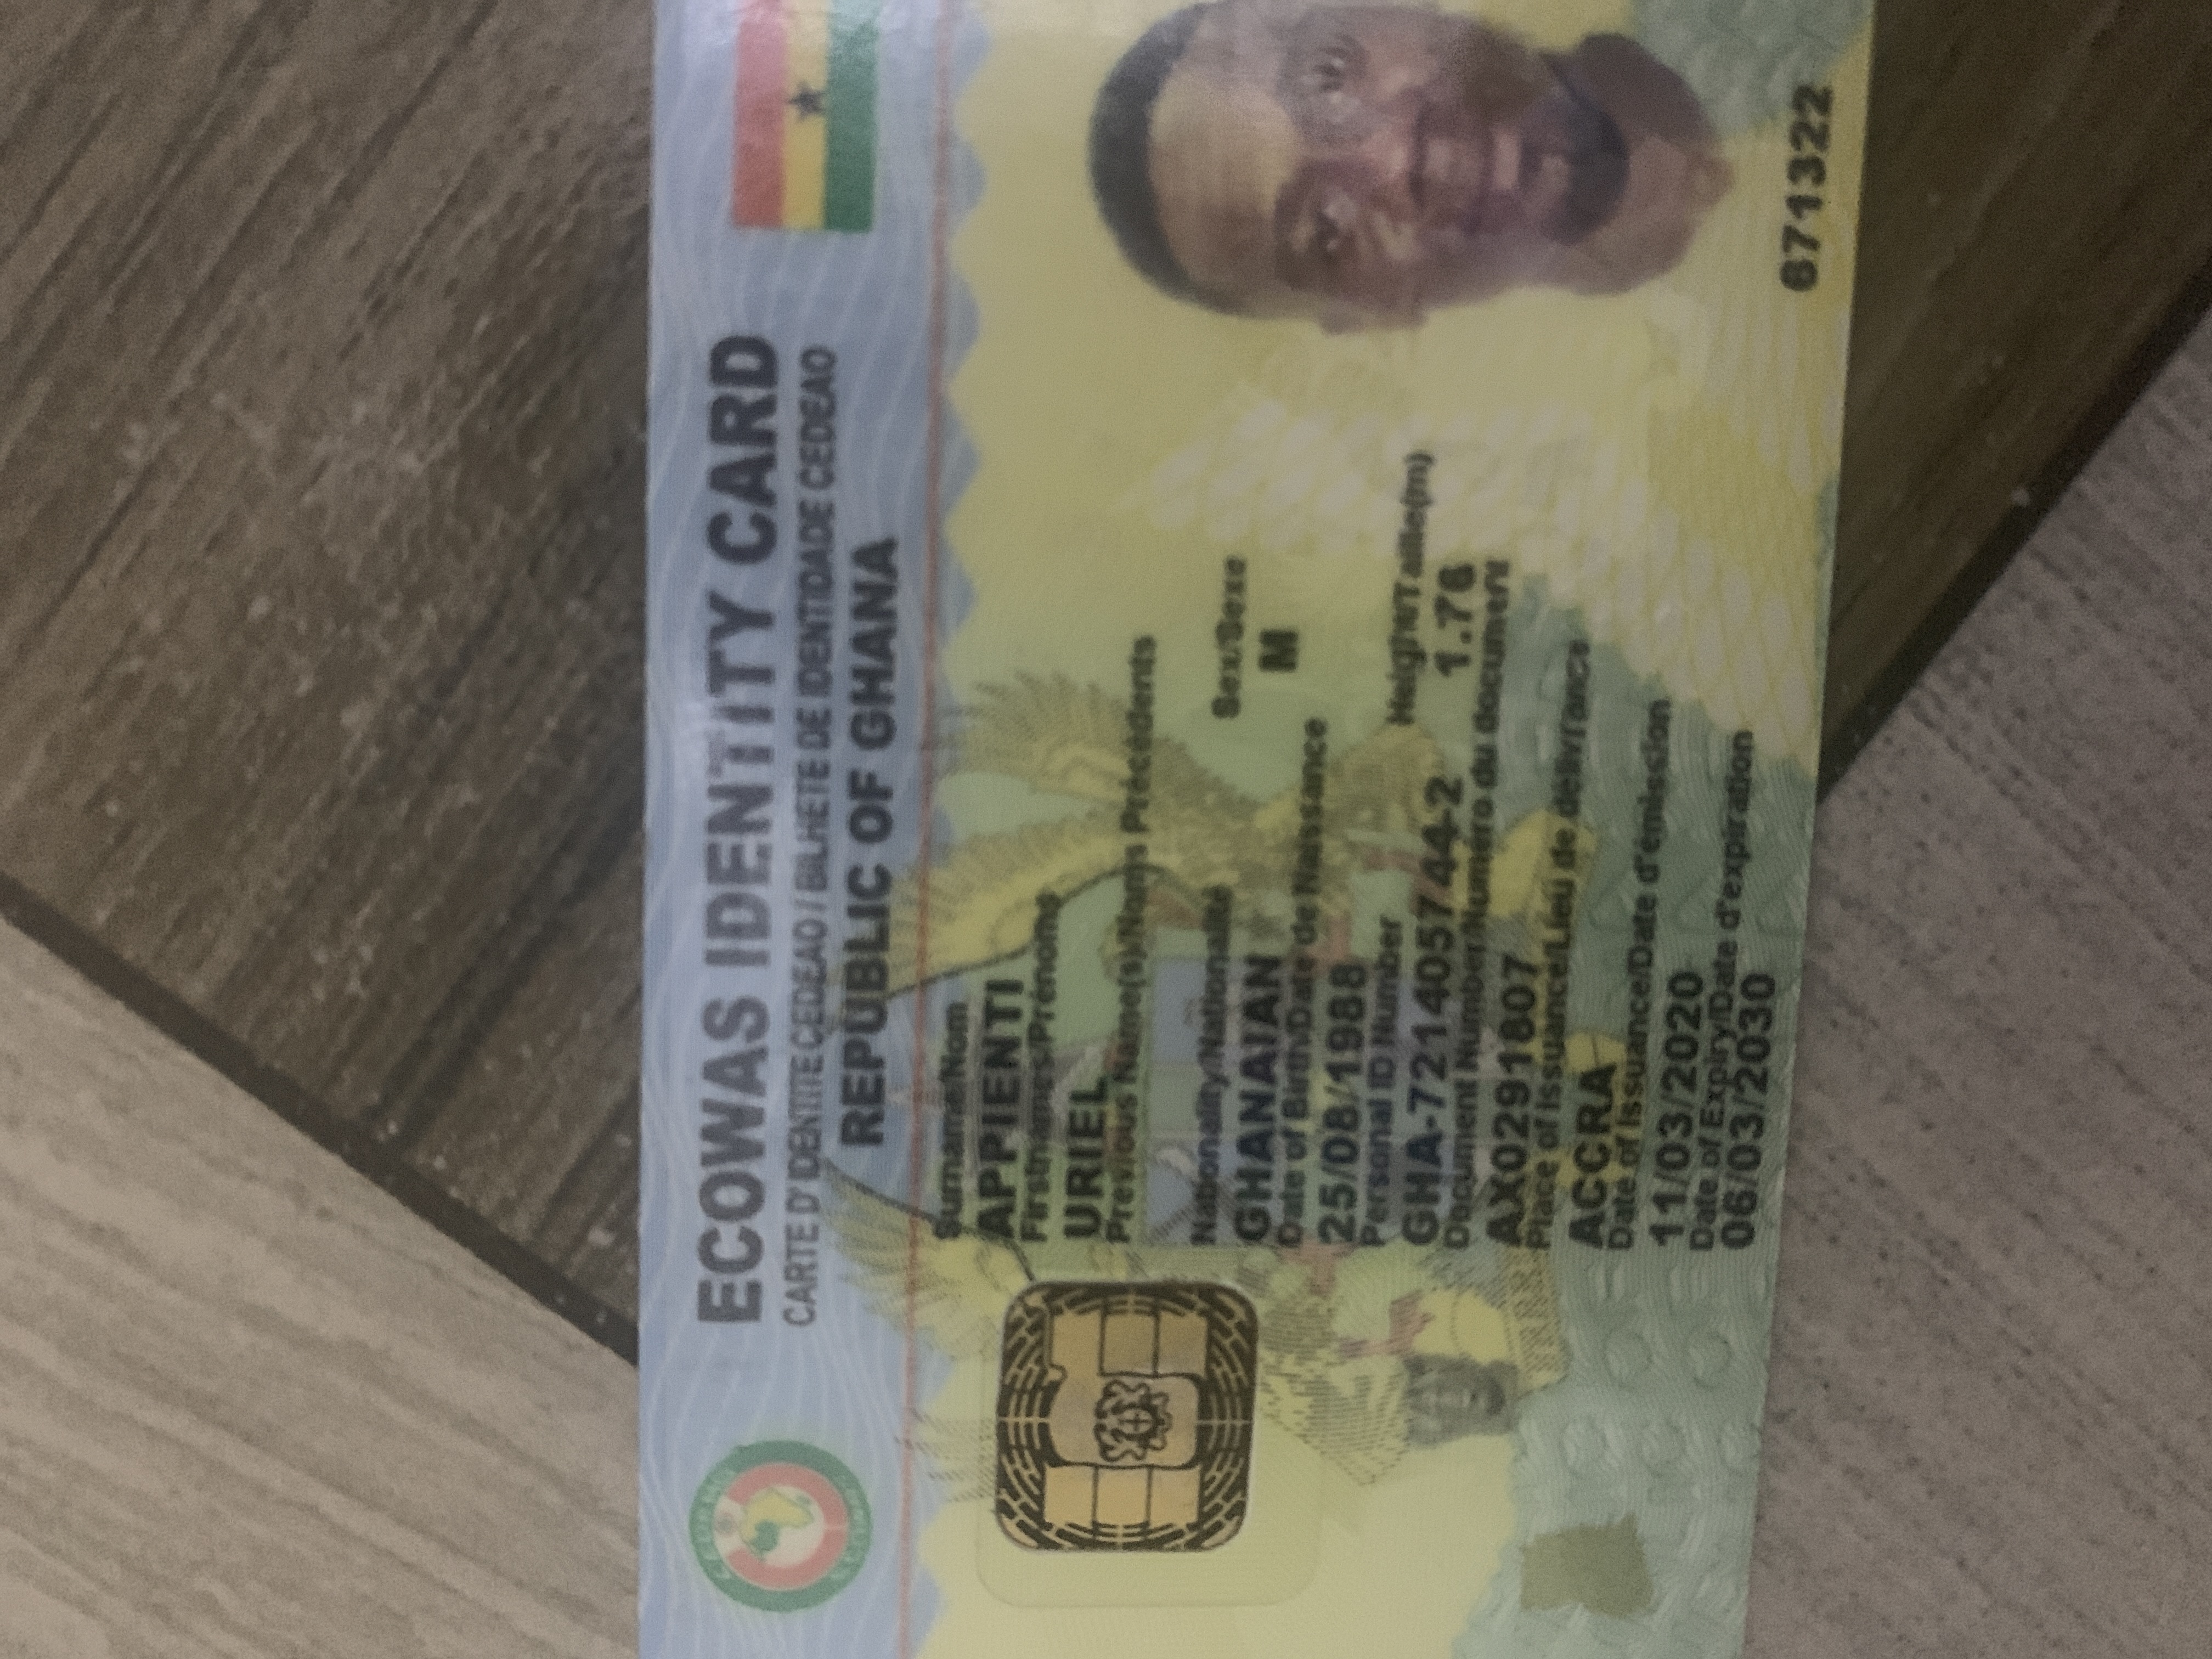 ECOWAS IDENTITY CARD
CARTE D' IDENTITE CEDEAO / BILHETE DE IDENTIDADE CEDEAO
REPUBLIC OF GHANA
Surname/Nom
APPIENTI
Firstnames/Prénoms
URIEL
Previous Name(s)/Noms Précédents
Nationality/Nationalité Sex/Sexe
GHANAIAN M
Date of Birth/Date de Naissance
25/08/1988
Personal ID Number Height/Taille(m)
GHA-721405744-2
Document Number/Numéro du document
AX0291807
Place of Issuance/Lieu de délivrance
ACCRA
Date of Issuance/Date d'émission
11/03/2020
Date of Expiry/Date d'expiration
06/03/2030
671322